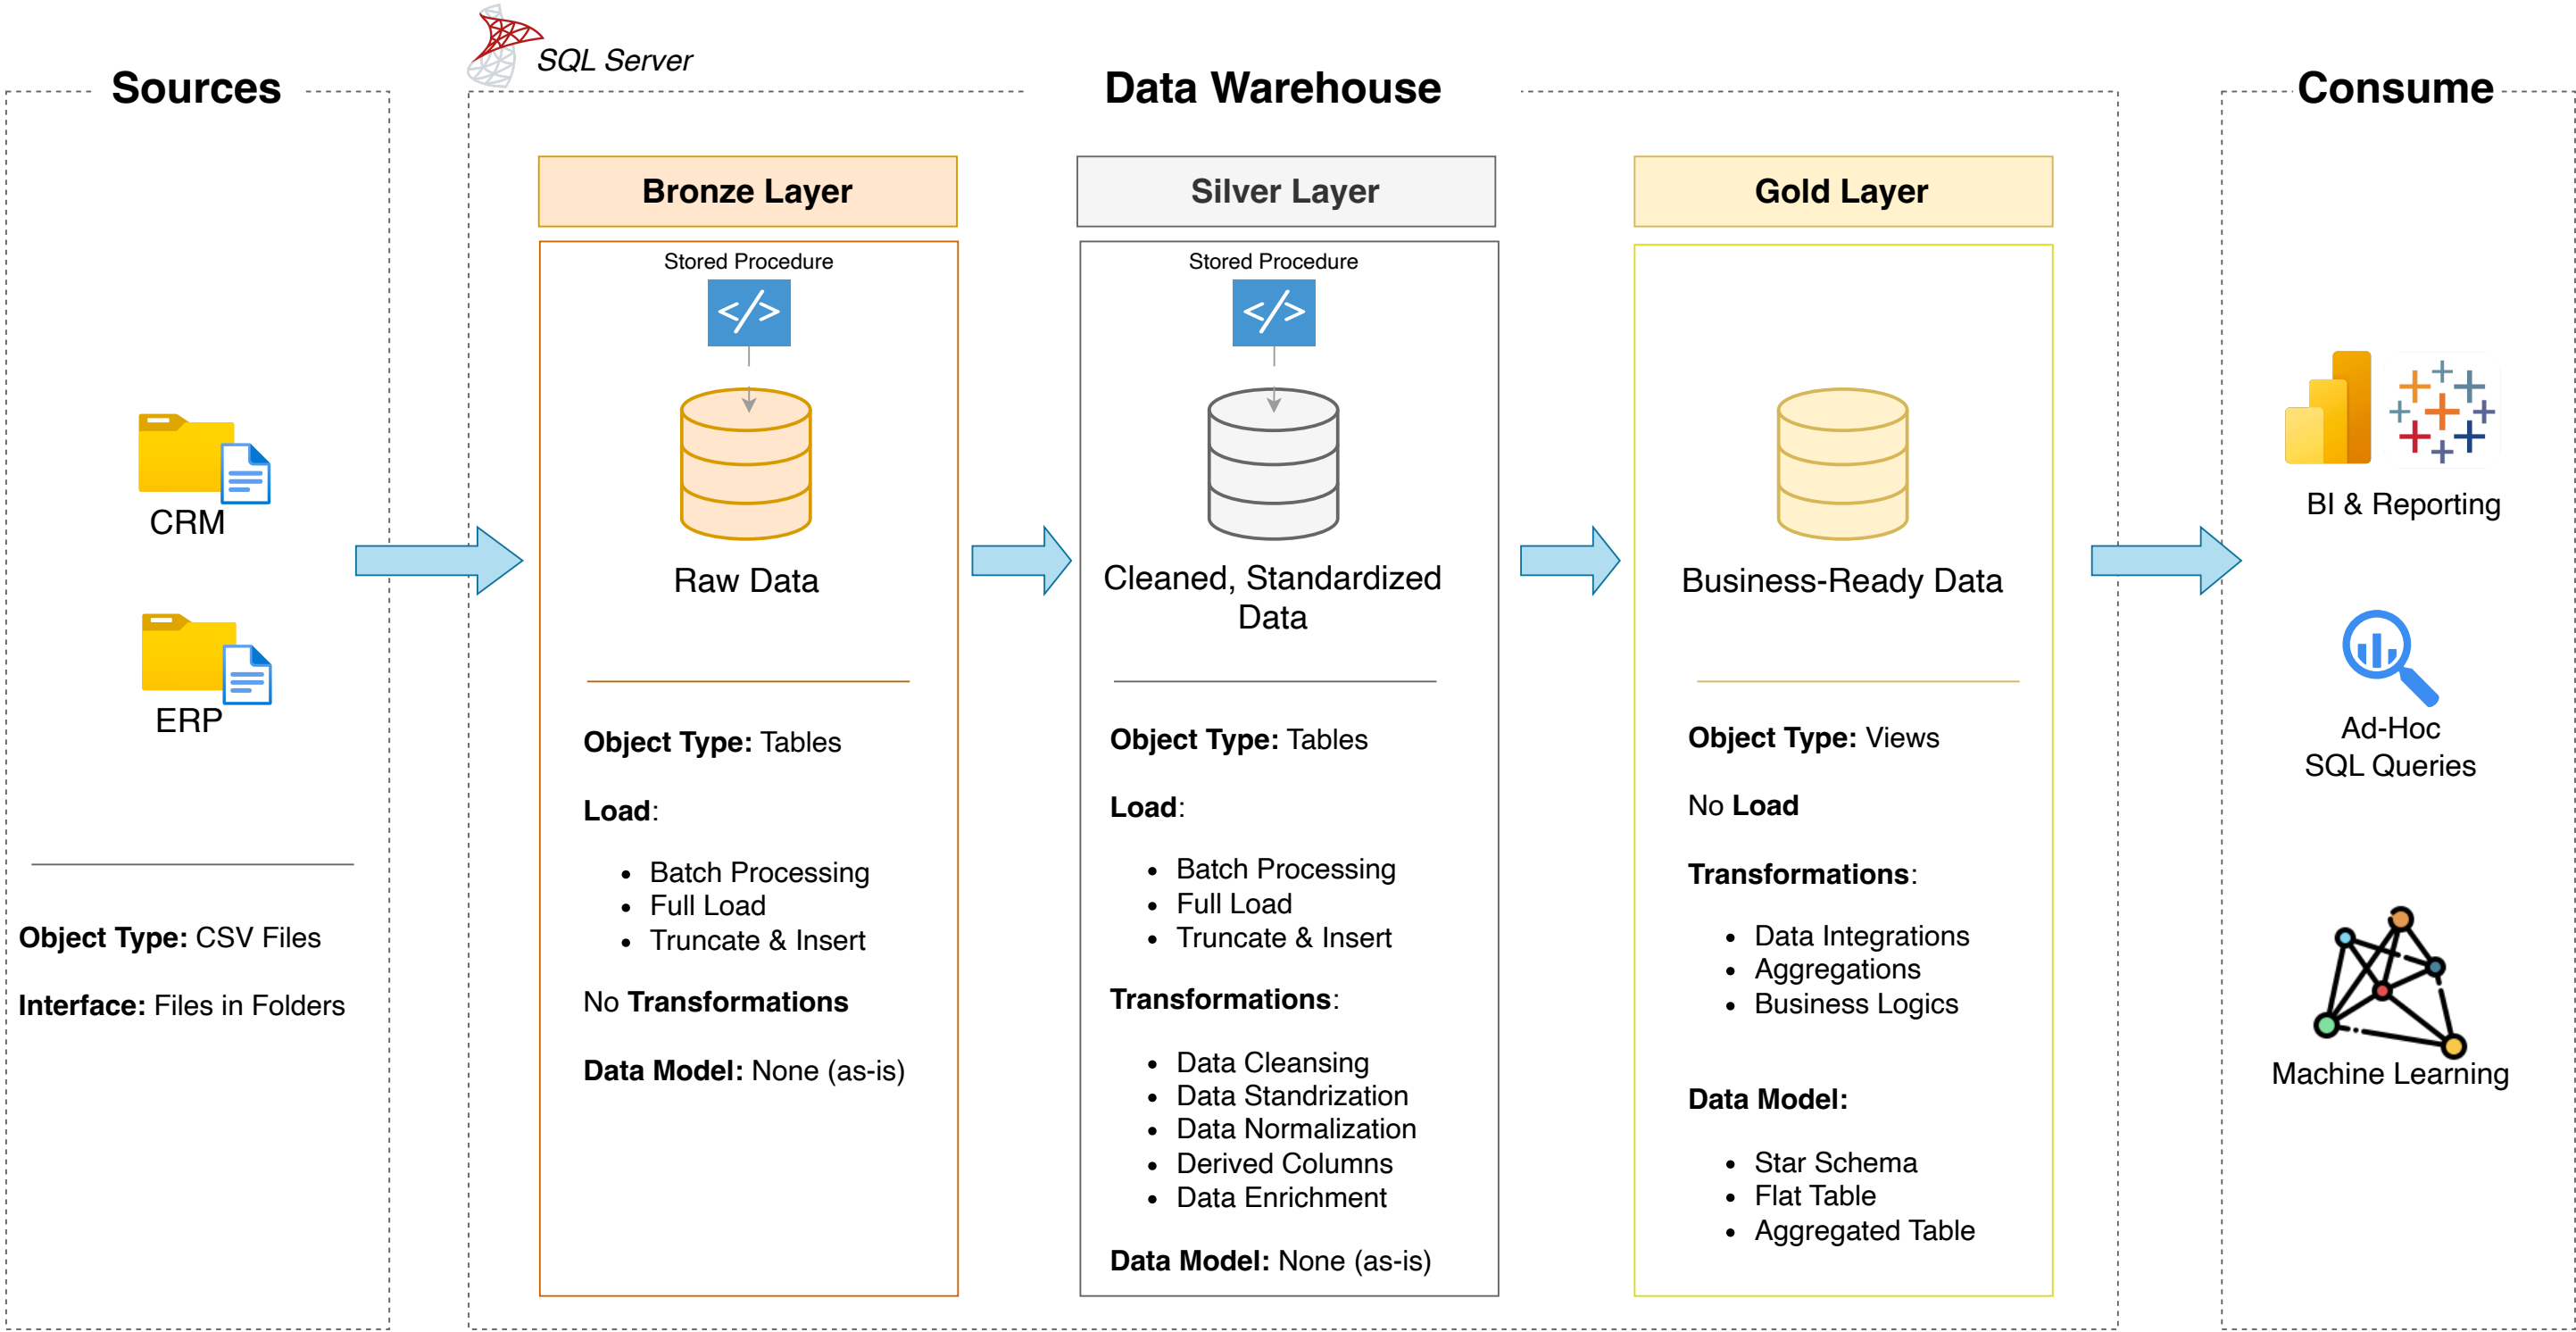 SQL Server
Sources
Data Warehouse
Consume
CRM
ERP
Object Type: CSV Files
Interface: Files in Folders
Bronze Layer
Stored Procedure
</>
Raw Data
Object Type: Tables
Load:
• Batch Processing
• Full Load
• Truncate & Insert
No Transformations
Data Model: None (as-is)
Silver Layer
Stored Procedure
</>
Cleaned, Standardized
Data
Object Type: Tables
Load:
• Batch Processing
• Full Load
• Truncate & Insert
Transformations:
• Data Cleansing
• Data Standrization
• Data Normalization
• Derived Columns
• Data Enrichment
Data Model: None (as-is)
Gold Layer
Business-Ready Data
Object Type: Views
No Load
Transformations:
• Data Integrations
• Aggregations
• Business Logics
Data Model:
• Star Schema
• Flat Table
• Aggregated Table
BI & Reporting
Ad-Hoc
SQL Queries
Machine Learning